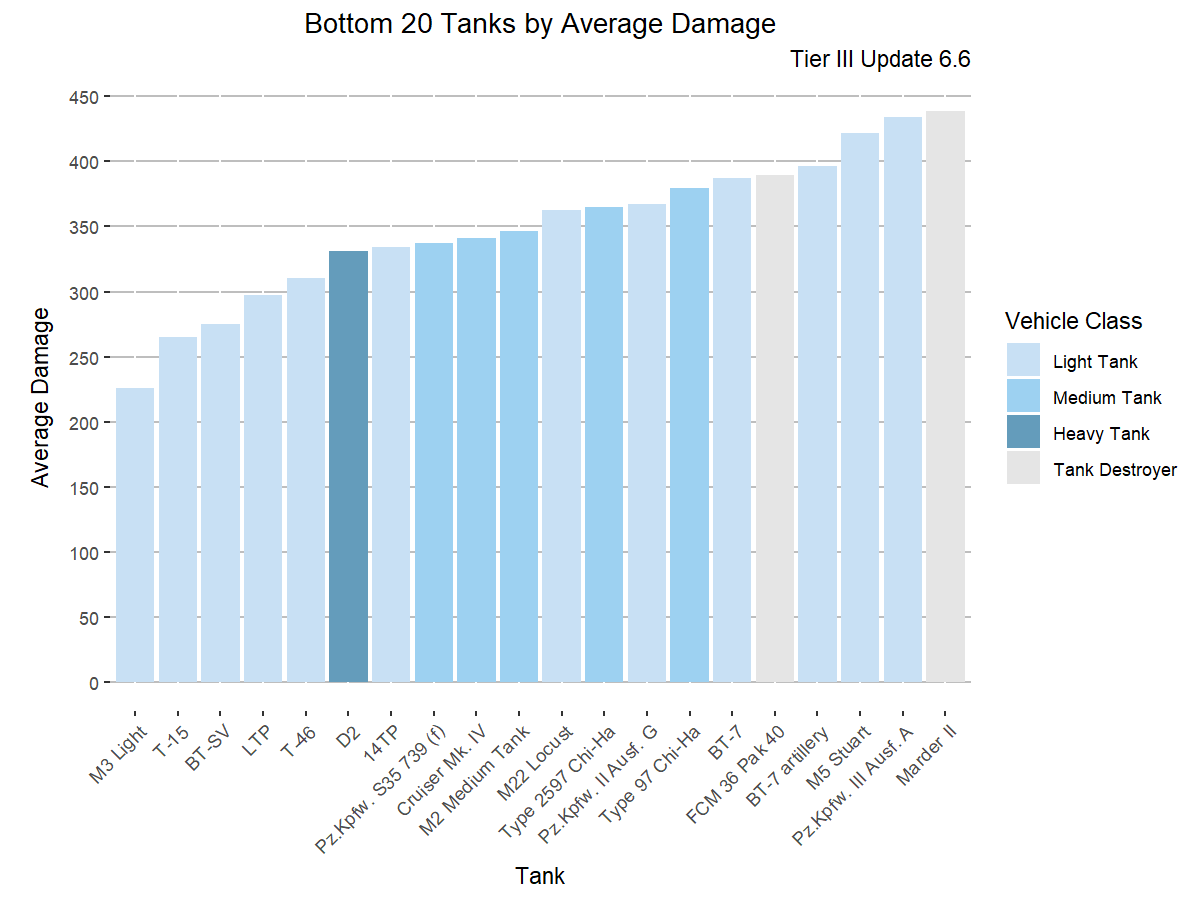 Bottom 20 Tanks by Average Damage
Tier III Update 6.6
Average Damage
450
400
350
300
250
200
150
100
50
0
M3 Light
T-15
BT-SV
LTP
T-46
D2
14TP
Pz.Kpfw. S35 739 (f)
Cruiser Mk. IV
M2 Medium Tank
M22 Locust
Type 2597 Chi-Ha
Pz.Kpfw. II Ausf. G
Type 97 Chi-Ha
BT-7
FCM 36 Pak 40
BT-7 artillery
M5 Stuart
Pz.Kpfw. III Ausf. A
Marder II
Tank
Vehicle Class
Light Tank
Medium Tank
Heavy Tank
Tank Destroyer